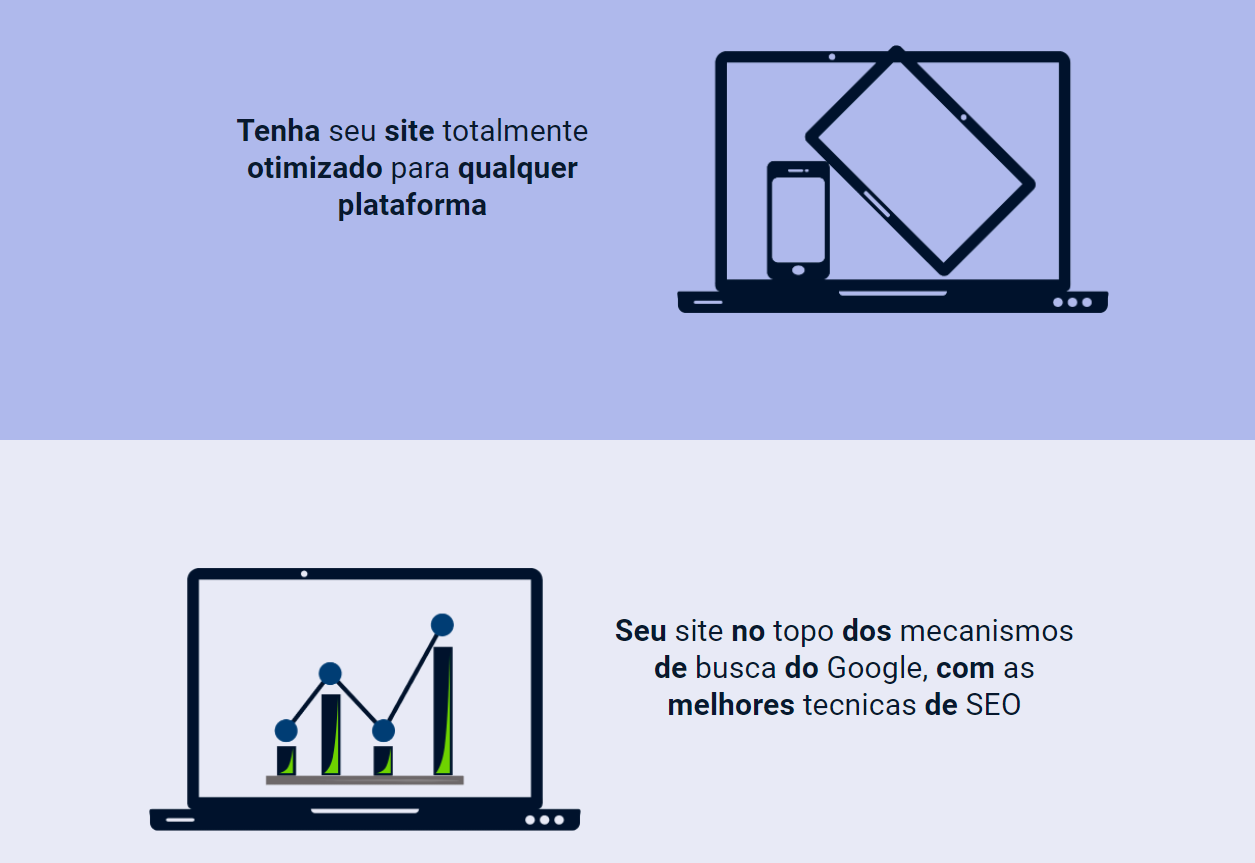 Tenha seu site totalmente
otimizado para qualquer
plataforma
Seu site no topo dos mecanismos
de busca do Google, com as
melhores tecnicas de SEO